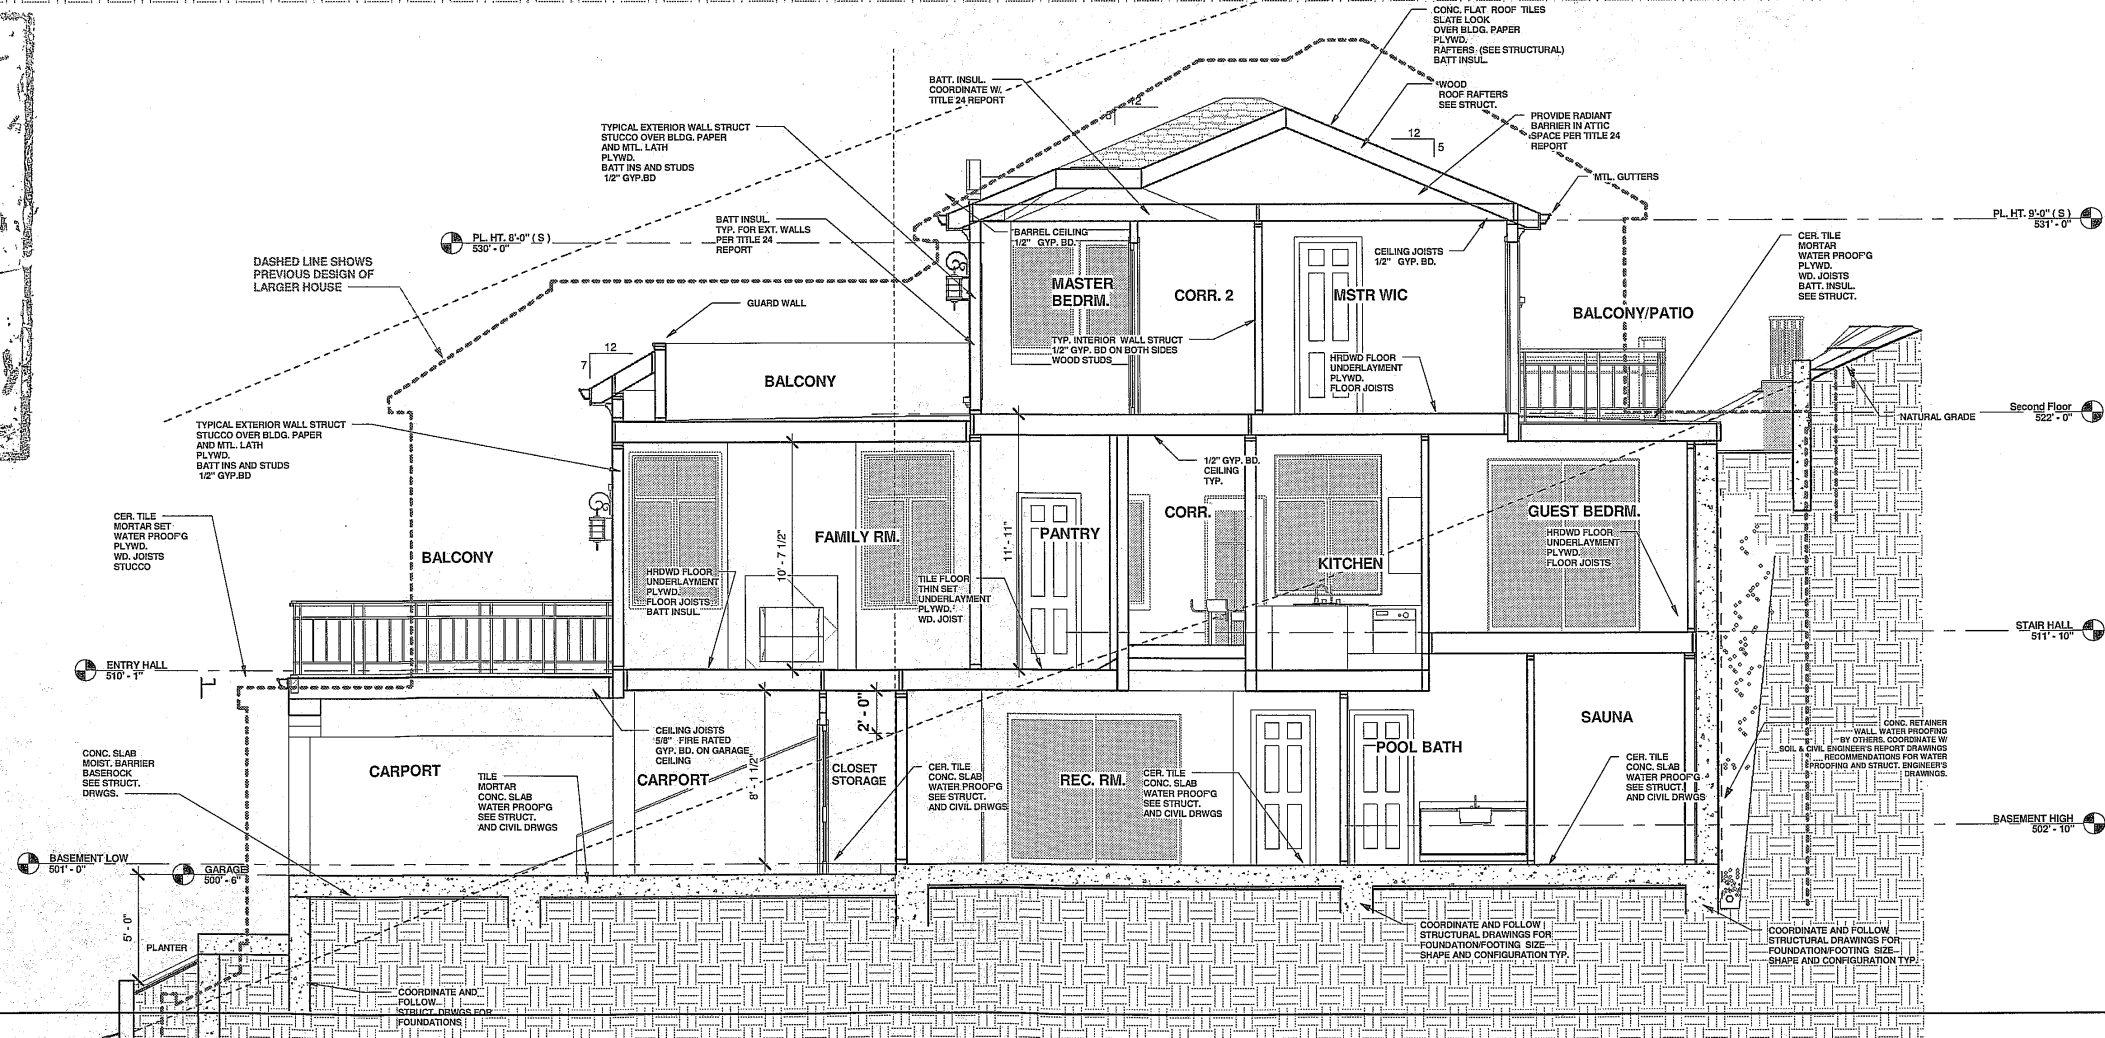 CONC. FLAT ROOF TILES
SLATE LOOK
OVER BLDG. PAPER
PLYWD.
RAFTERS (SEE STRUCTURAL)
BATT INSUL.
BATT. INSUL.
COORDINATE W/.
TITLE 24 REPORT
12
WOOD
ROOF RAFTERS
SEE STRUCT.
TYPICAL EXTERIOR WALL STRUCT
STUCCO OVER BLDG. PAPER
AND MTL. LATH
PLYWD.
BATT INS AND STUDS
1/2" GYP.BD
12
5
PROVIDE RADIANT
BARRIER IN ATTIC
SPACE PER TITLE 24
REPORT
MTL. GUTTERS
PL. HT. 8'-0" ( S )
530' - 0"
BATT INSUL.
TYP. FOR EXT. WALLS
PER TITLE 24
REPORT
BARREL CEILING
1/2" GYP. BD.
CEILING JOISTS
1/2" GYP. BD.
PL. HT. 9'-0" ( S )
531' - 0"
CER. TILE
MORTAR
WATER PROOF'G
PLYWD.
WD. JOISTS
BATT. INSUL.
SEE STRUCT.
DASHED LINE SHOWS
PREVIOUS DESIGN OF
LARGER HOUSE
GUARD WALL
MASTER
BEDRM.
CORR. 2
MSTR WIC
BALCONY/PATIO
TYP. INTERIOR WALL STRUCT
1/2" GYP. BD ON BOTH SIDES
WOOD STUDS
HRDWD FLOOR
UNDERLAYMENT
PLYWD.
FLOOR JOISTS
12
7
BALCONY
NATURAL GRADE
Second Floor
522' - 0"
TYPICAL EXTERIOR WALL STRUCT
STUCCO OVER BLDG. PAPER
AND MTL. LATH
PLYWD.
BATT INS AND STUDS
1/2" GYP.BD
1/2" GYP. BD.
CEILING
TYP.
CER. TILE
MORTAR SET
WATER PROOF'G
PLYWD.
WD. JOISTS
STUCCO
BALCONY
FAMILY RM.
10' - 7 1/2"
11' - 11"
PANTRY
CORR.
KITCHEN
GUEST BEDRM.
HRDWD FLOOR
UNDERLAYMENT
PLYWD.
FLOOR JOISTS
HRDWD FLOOR
UNDERLAYMENT
PLYWD.
FLOOR JOISTS
BATT INSUL.
TILE FLOOR
THIN SET
UNDERLAYMENT
PLYWD.
WD. JOIST
STAIR HALL
511' - 10"
ENTRY HALL
510' - 1"
2' - 0"
CEILING JOISTS
5/8" FIRE RATED
GYP. BD. ON GARAGE
CEILING
CONC. SLAB
MOIST. BARRIER
BASEROCK
SEE STRUCT.
DRWGS.
CARPORT
TILE
MORTAR
CONC. SLAB
WATER PROOF'G
SEE STRUCT.
AND CIVIL DRWGS
CARPORT
8' - 1 1/2"
CLOSET
STORAGE
CER. TILE
CONC. SLAB
WATER PROOF'G
SEE STRUCT.
AND CIVIL DRWGS
REC. RM.
CER. TILE
CONC. SLAB
WATER PROOF'G
SEE STRUCT.
AND CIVIL DRWGS
POOL BATH
SAUNA
CER. TILE
CONC. SLAB
WATER PROOF'G
SEE STRUCT.
AND CIVIL DRWGS
CONC. RETAINER
WALL. WATER PROOFING
BY OTHERS. COORDINATE W/
SOIL & CIVIL ENGINEER'S REPORT DRAWINGS
RECOMMENDATIONS FOR WATER
PROOFING AND STRUCT. ENGINEER'S
DRAWINGS.
BASEMENT HIGH
502' - 10"
BASEMENT LOW
501' - 0"
GARAGE
500' - 6"
5' - 0"
PLANTER
COORDINATE AND
FOLLOW
STRUCT. DRWGS FOR
FOUNDATIONS
COORDINATE AND FOLLOW
STRUCTURAL DRAWINGS FOR
FOUNDATION/FOOTING SIZE
SHAPE AND CONFIGURATION TYP.
COORDINATE AND FOLLOW
STRUCTURAL DRAWINGS FOR
FOUNDATION/FOOTING SIZE
SHAPE AND CONFIGURATION TYP.